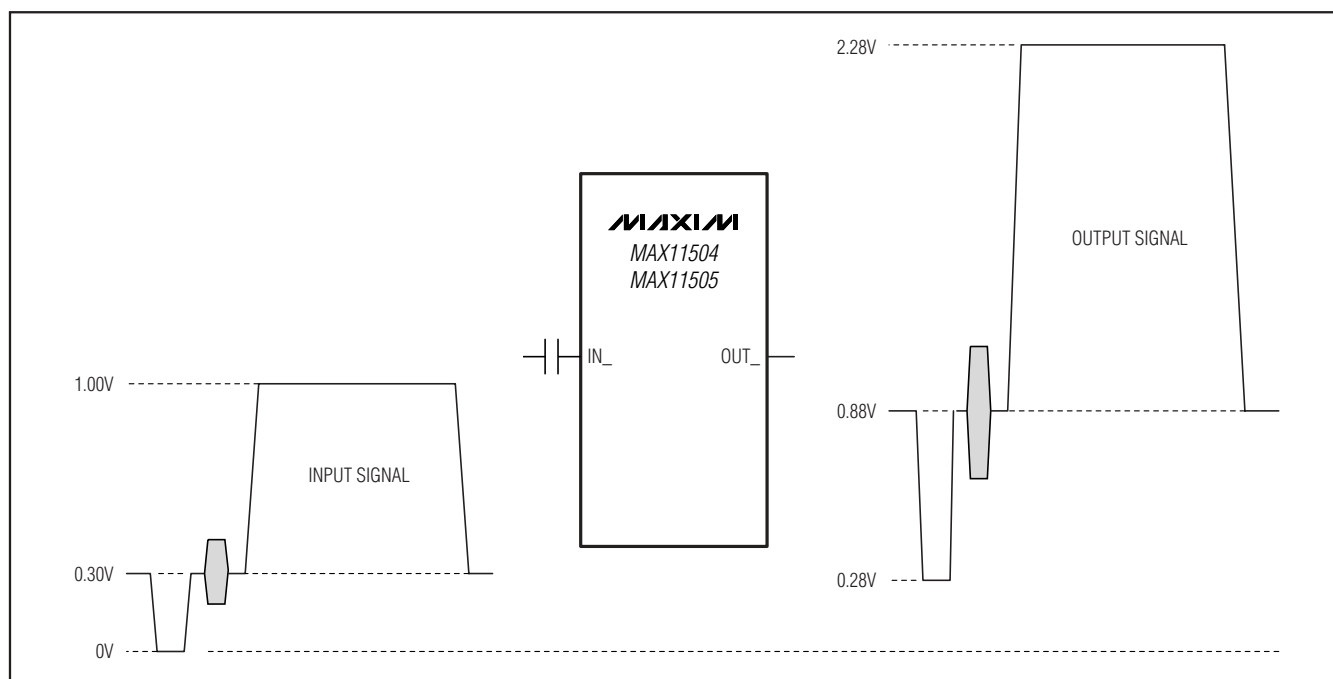 2.28V
MAXIM
MAX11504
MAX11505
OUTPUT SIGNAL
IN_
OUT_
1.00V
0.88V
INPUT SIGNAL
0.30V
0.28V
0V